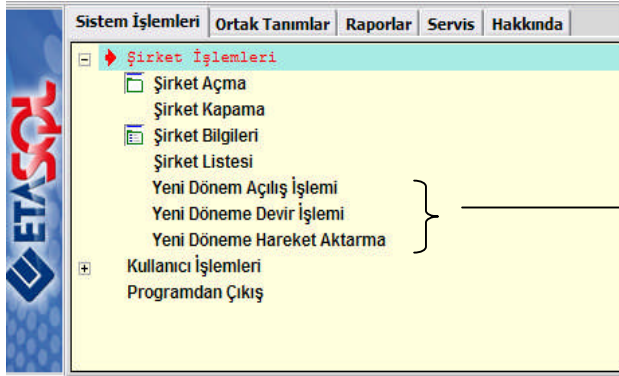 Sistem İşlemleri Ortak Tanımlar Raporlar Servis Hakkında
Şirket İşlemleri
Şirket Açma
Şirket Kapama
Şirket Bilgileri
Şirket Listesi
Yeni Dönem Açılış İşlemi
Yeni Döneme Devir İşlemi
Yeni Döneme Hareket Aktarma
Kullanıcı İşlemleri
Programdan Çıkış
ETASQL